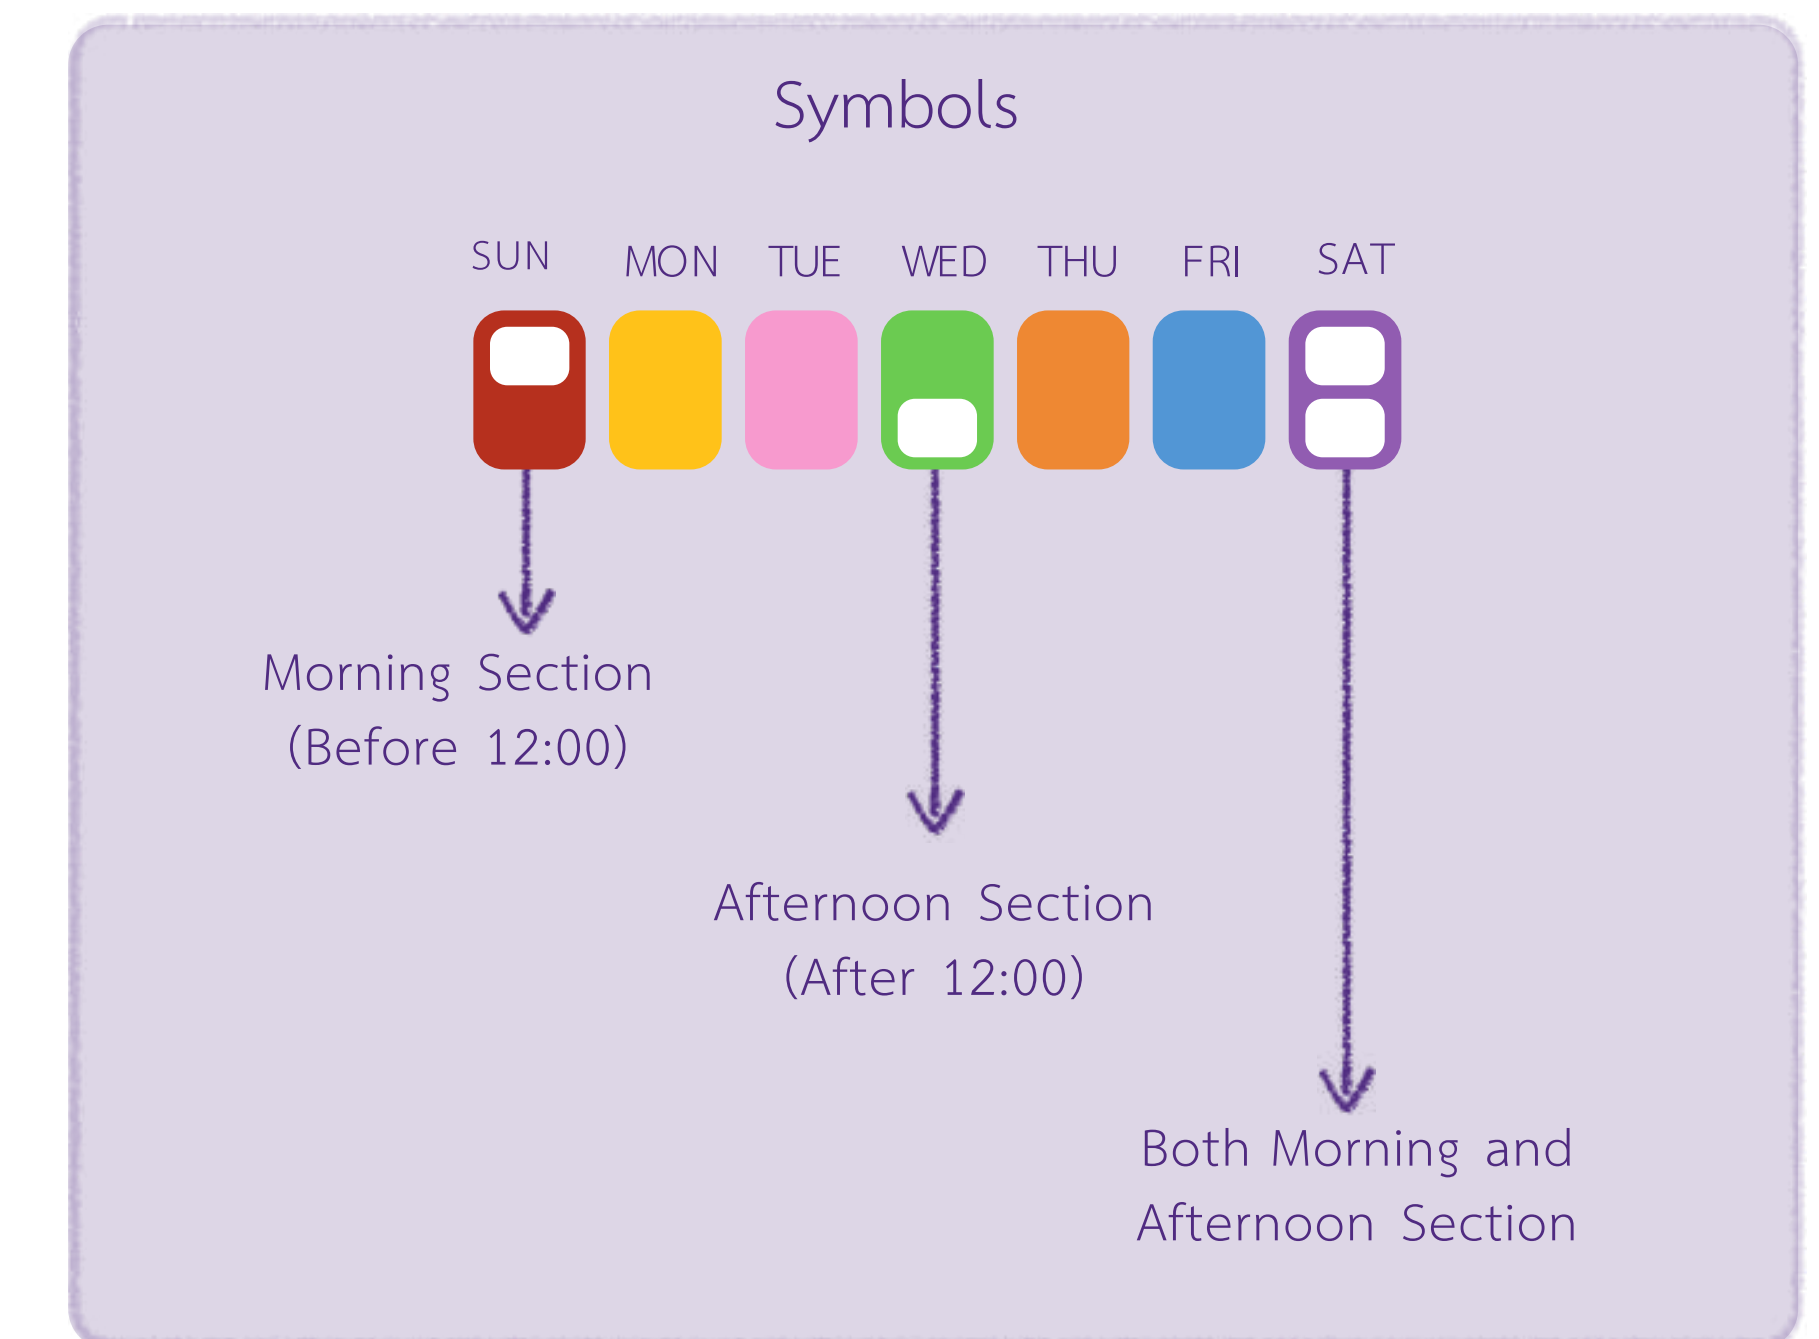 Symbols
SUN MON TUE WED THU FRI SAT
Morning Section
(Before 12:00)
Afternoon Section
(After 12:00)
Both Morning and
Afternoon Section